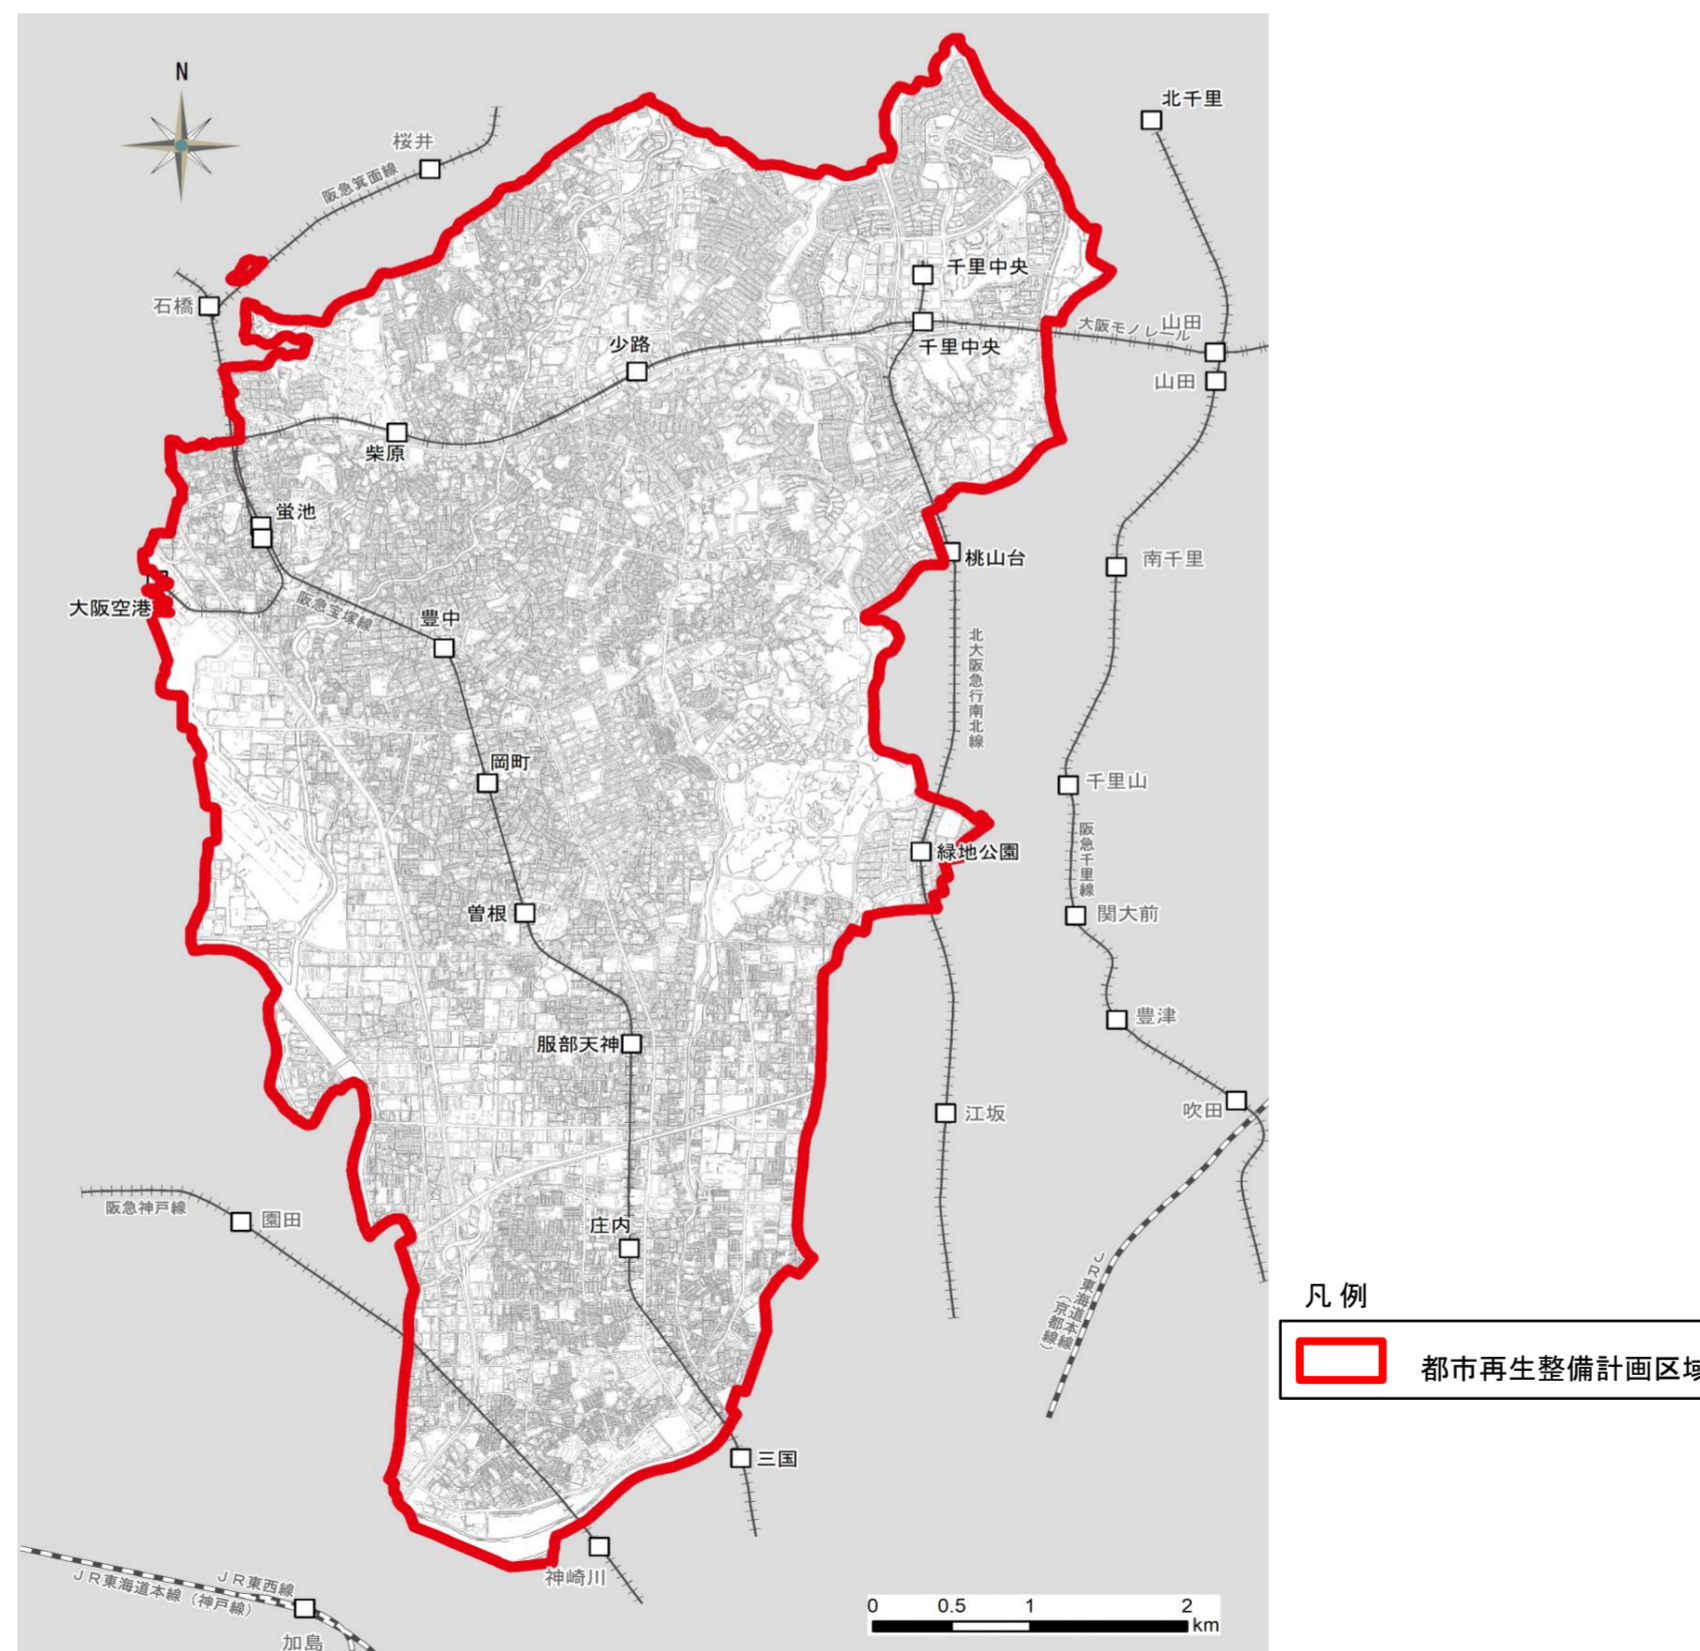 N
北千里
桜井
阪急箕面線
千里中央
石橋
山田
大阪モノレール
少路
千里中央
山田
柴原
蛍池
桃山台
南千里
大阪空港
阪急宝塚線
豊中
北大阪急行南北線
岡町
千里山
阪急千里線
緑地公園
曽根
関大前
豊津
服部天神
江坂
吹田
阪急神戸線
園田
庄内
JR東海道本線
(京都線)
凡 例
都市再生整備計画区域
三国
神崎川
JR東西線
JR東海道本線(神戸線)
加島
0 0.5 1 2
km